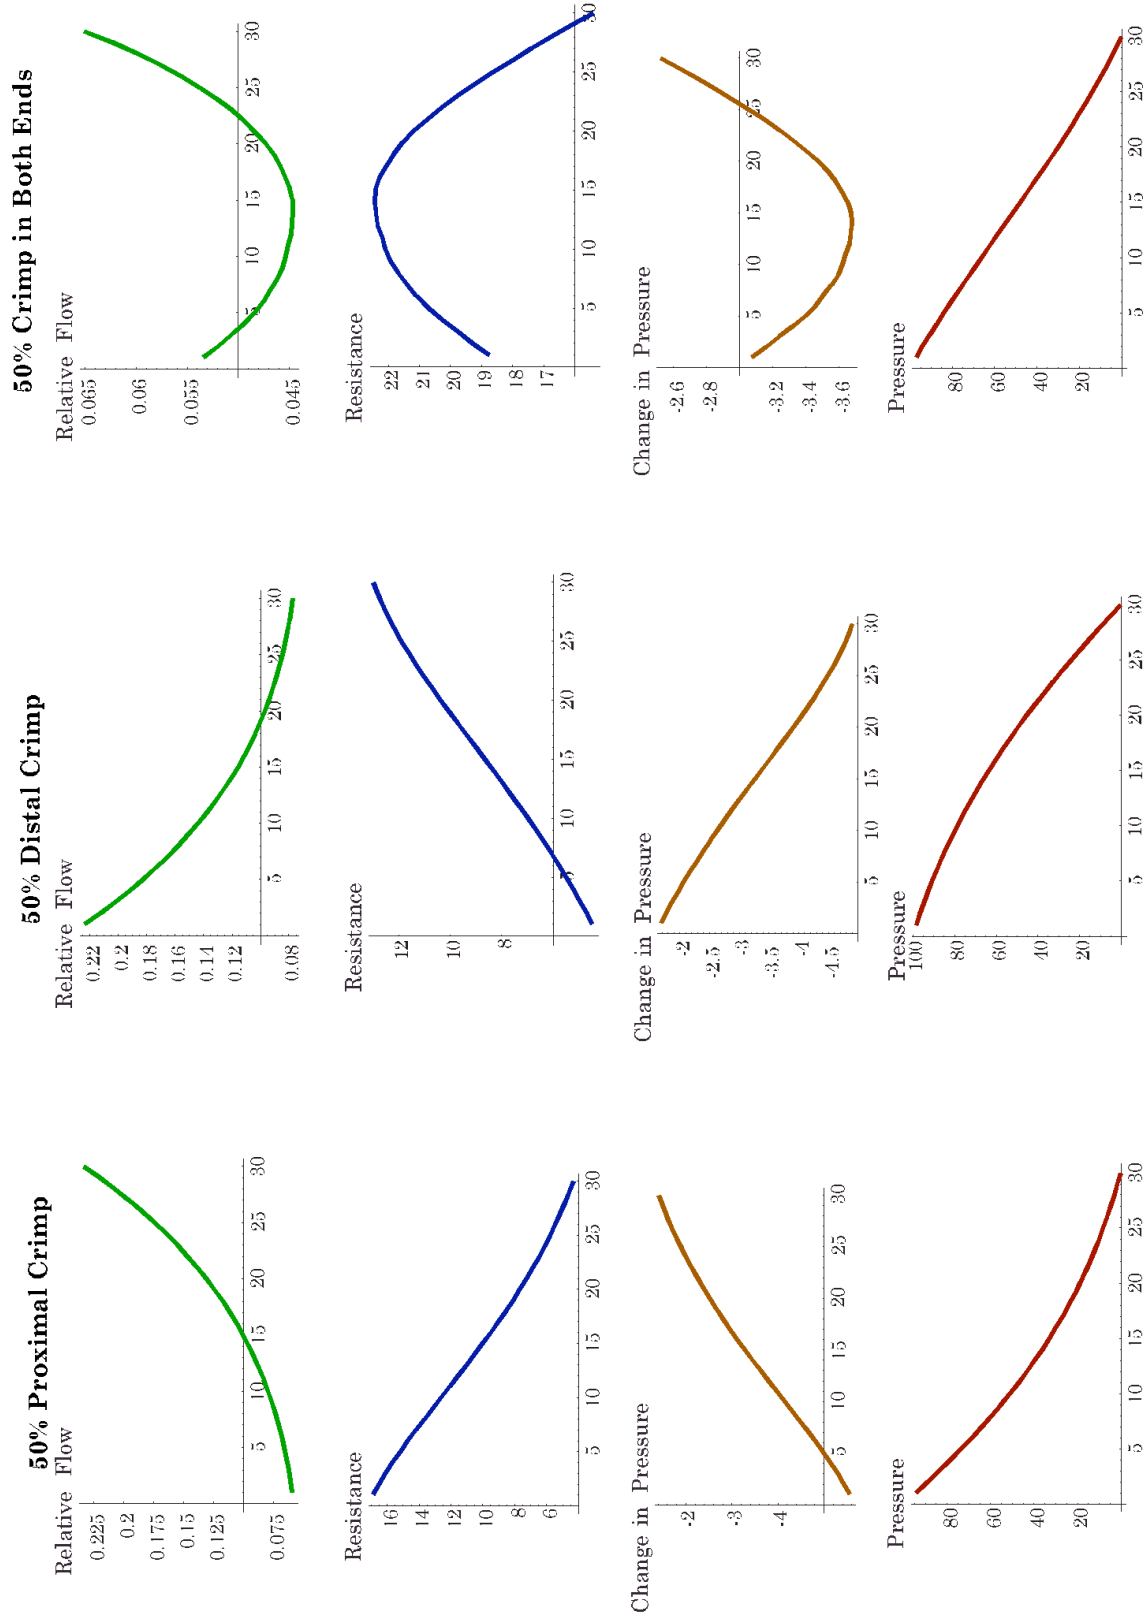 50% Proximal Crimp
Relative Flow
0.225
0.2
0.175
0.15
0.125
0.075
5 10 15 20 25 30
Resistance
16
14
12
10
8
6
5 10 15 20 25 30
Change in Pressure
-2
-3
-4
5 10 15 20 25 30
Pressure
80
60
40
20
5 10 15 20 25 30
50% Distal Crimp
Relative Flow
0.22
0.2
0.18
0.16
0.14
0.12
0.08
5 10 15 20 25 30
Resistance
12
10
8
5 10 15 20 25 30
Change in Pressure
-2
-2.5
-3
-3.5
-4
-4.5
5 10 15 20 25 30
Pressure
100
80
60
40
20
5 10 15 20 25 30
50% Crimp in Both Ends
Relative Flow
0.065
0.06
0.055
0.045
5 10 15 20 25 30
Resistance
22
21
20
19
18
17
5 10 15 20 25 30
Change in Pressure
-2.6
-2.8
-3.2
-3.4
-3.6
5 10 15 20 25 30
Pressure
80
60
40
20
5 10 15 20 25 30